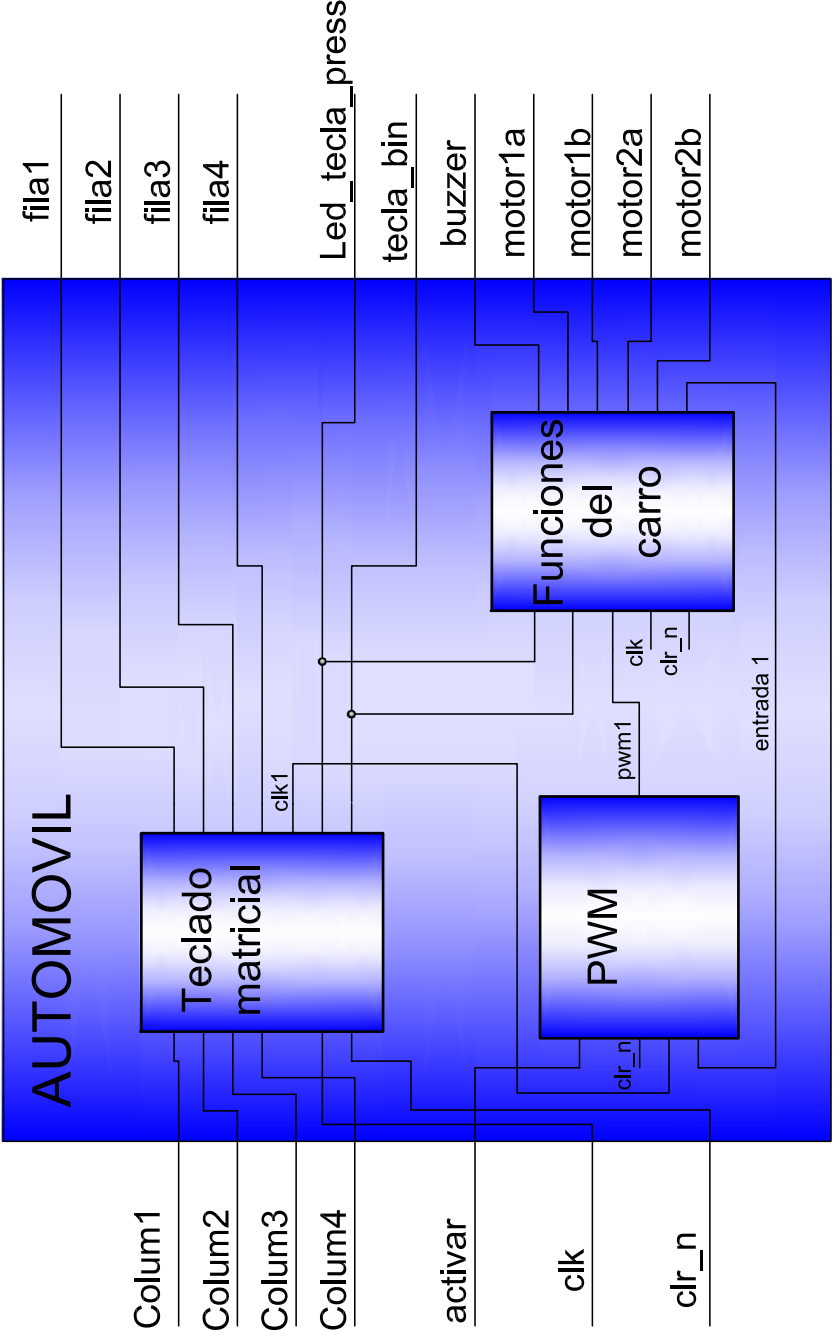 AUTOMOVIL
Colum1
Colum2
Colum3
Colum4
activar
clk
clr_n
Teclado
matricial
clk1
PWM
clr_n
pwm1
Funciones
del
carro
clk
clr_n
entrada 1
fila1
fila2
fila3
fila4
Led_tecla_press
tecla_bin
buzzer
motor1a
motor1b
motor2a
motor2b